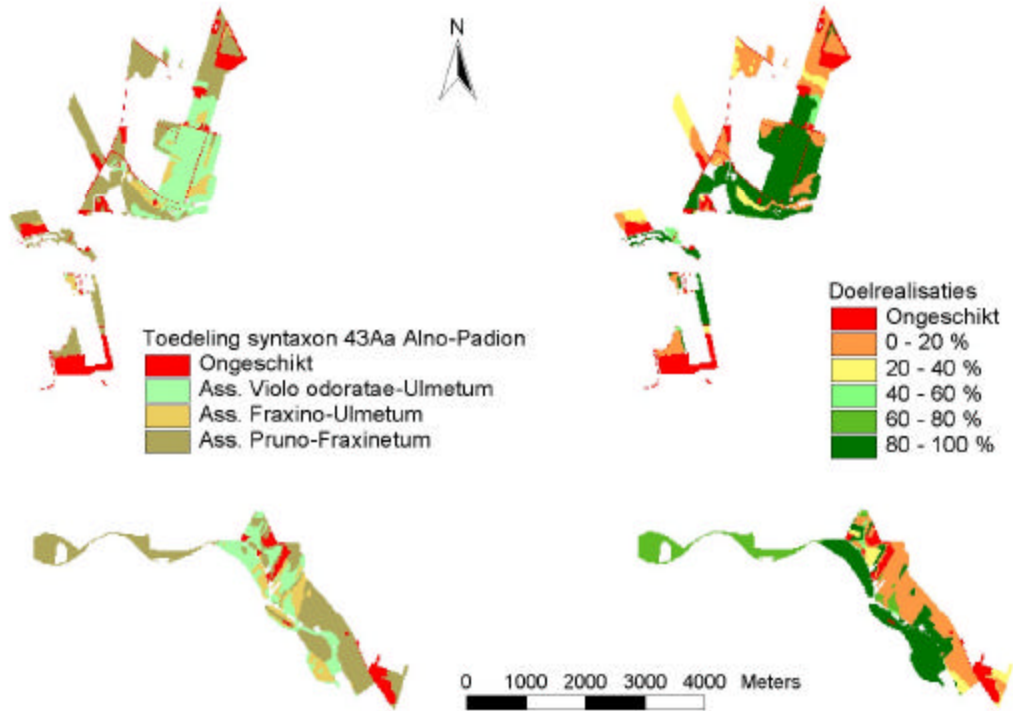 N
Toedeling syntaxon 43Aa Alno-Padion
Ongeschikt
Ass. Violo odoratae-Ulmetum
Ass. Fraxino-Ulmetum
Ass. Pruno-Fraxinetum
Doelrealisaties
Ongeschikt
0 - 20 %
20 - 40 %
40 - 60 %
60 - 80 %
80 - 100 %
0 1000 2000 3000 4000 Meters